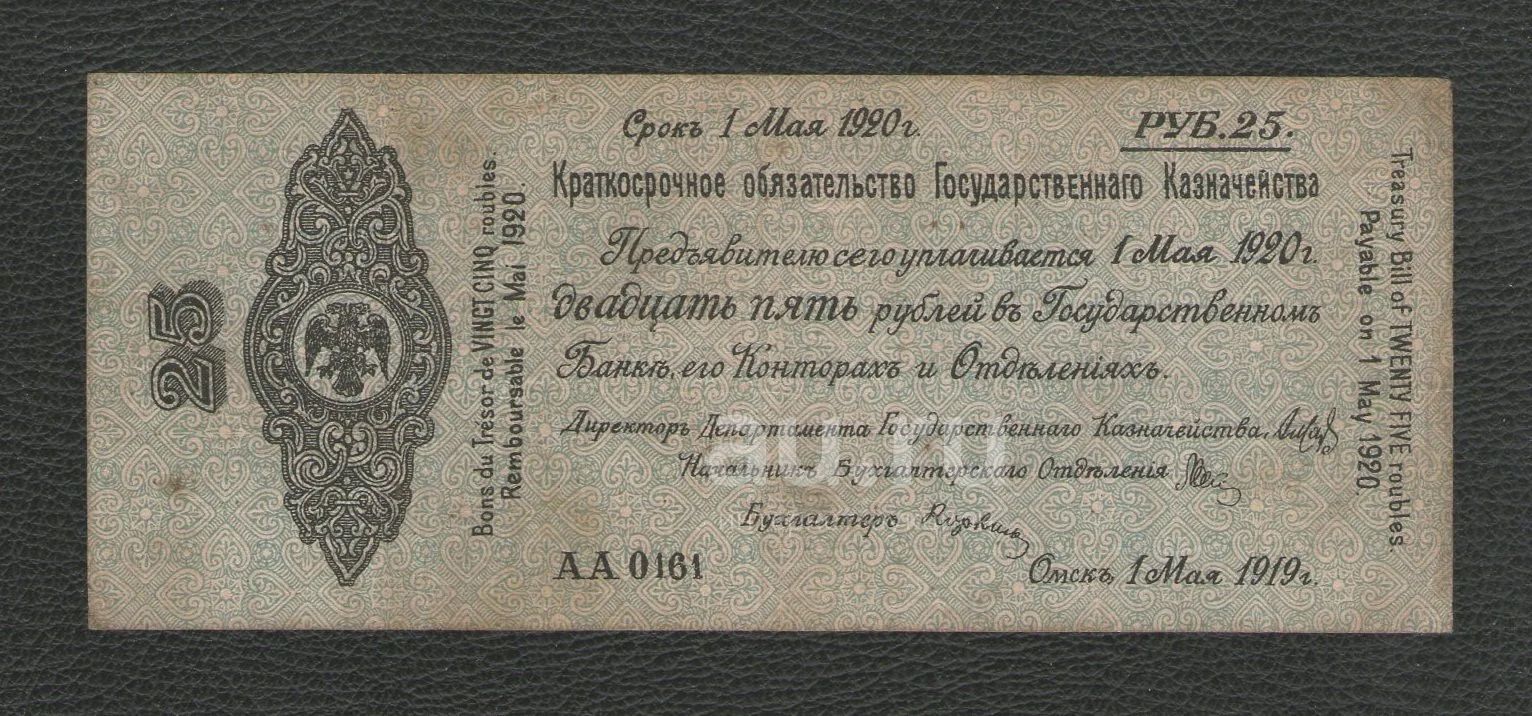 25
Bons du Tresor de VINGT CINQ roubles.
Remboursable le Mai 1920.
Срокъ 1 Мая 1920 г.
РУБ. 25.
Краткосрочное обязательство Государственнаго Казначейства
Предъявителю сего уплачивается 1 Мая 1920 г.
двадцать пять рублей въ Государственномъ
Банкѣ, его Конторахъ и Отдѣленіяхъ.
Директоръ Департамента Государственнаго Казначейства,
Начальникъ Бухгалтерскаго Отдѣленія
Бухгалтеръ
АА 0161
Омскъ, 1 Мая 1919 г.
Treasury Bill of TWENTY FIVE roubles.
Payable on 1 May 1920.
au.ru